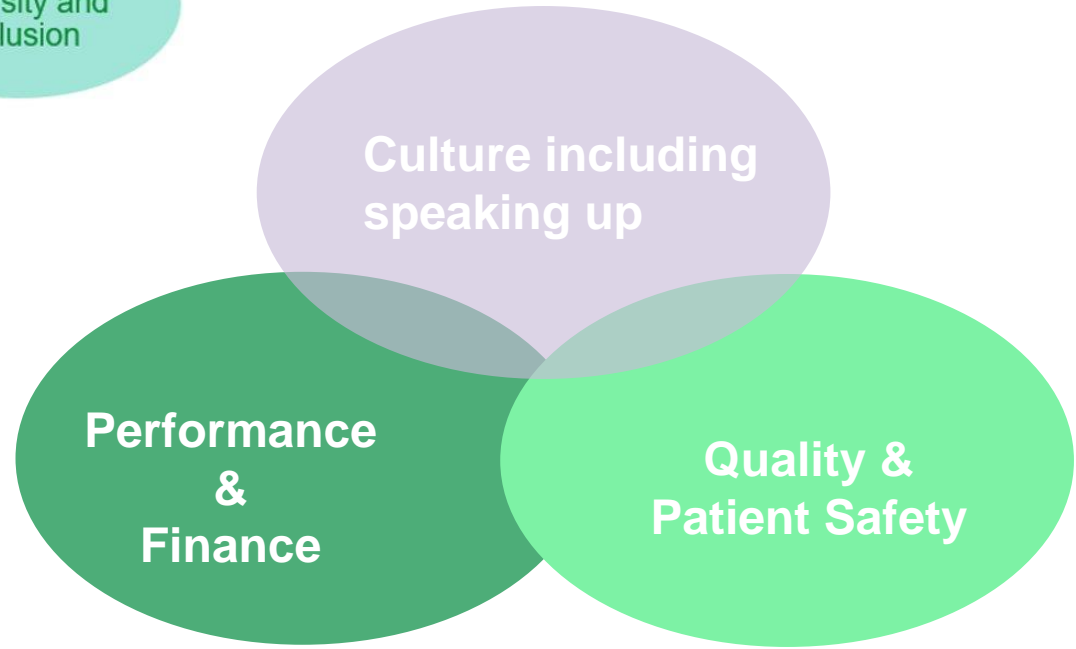 sity and
lusion
Culture including
speaking up
Performance
&
Finance
Quality &
Patient Safety